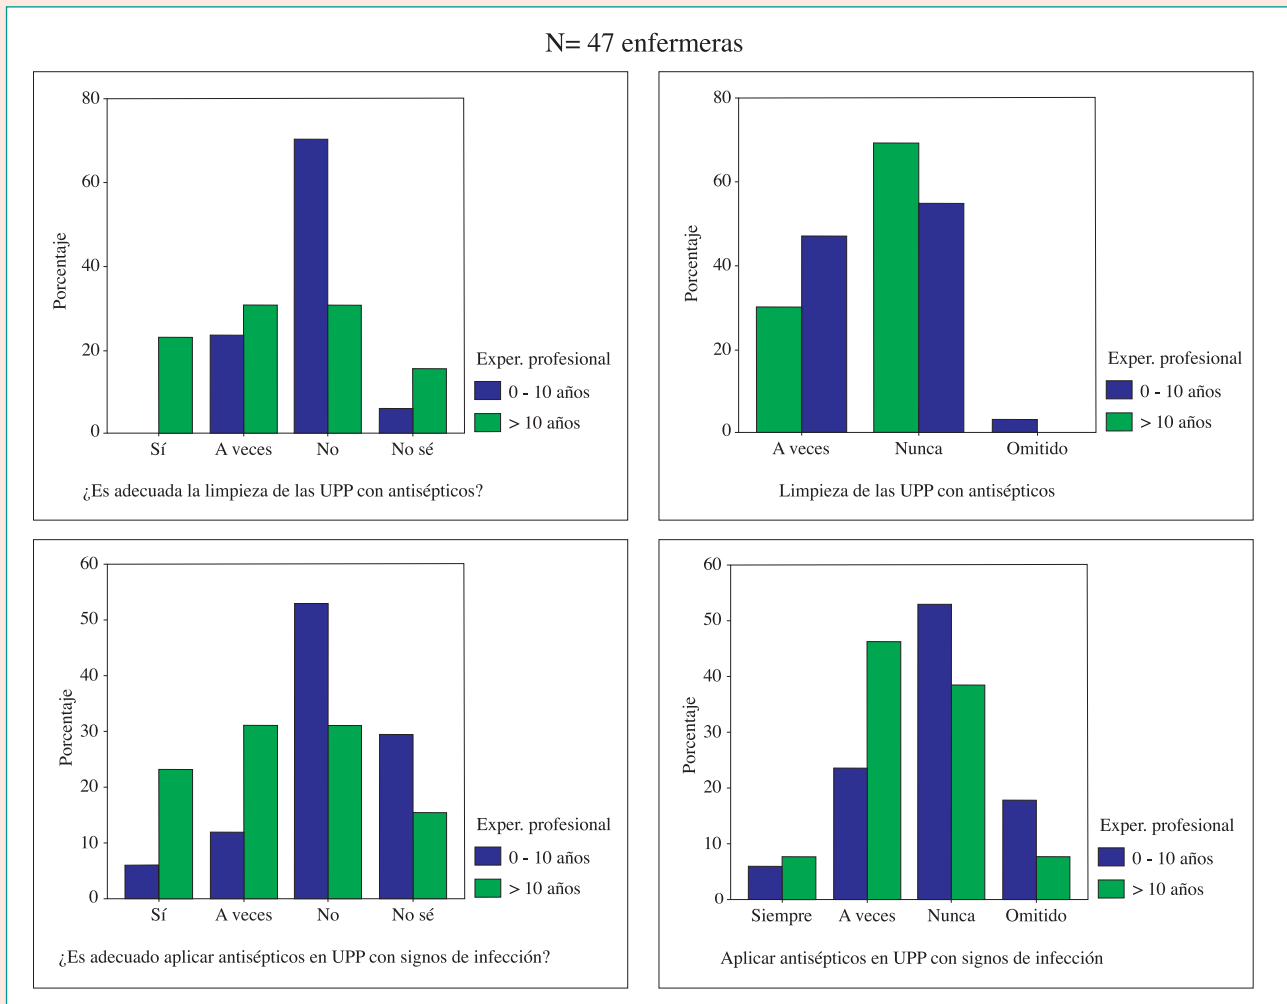 N= 47 enfermeras
80
60
40
20
0
Porcentaje
Sí A veces No No sé
Exper. profesional
0 - 10 años
> 10 años
¿Es adecuada la limpieza de las UPP con antisépticos?
80
60
40
20
0
Porcentaje
A veces Nunca Omitido
Exper. profesional
0 - 10 años
> 10 años
Limpieza de las UPP con antisépticos
60
50
40
30
20
10
0
Porcentaje
Sí A veces No No sé
Exper. profesional
0 - 10 años
> 10 años
¿Es adecuado aplicar antisépticos en UPP con signos de infección?
60
50
40
30
20
10
0
Porcentaje
Siempre A veces Nunca Omitido
Exper. profesional
0 - 10 años
> 10 años
Aplicar antisépticos en UPP con signos de infección